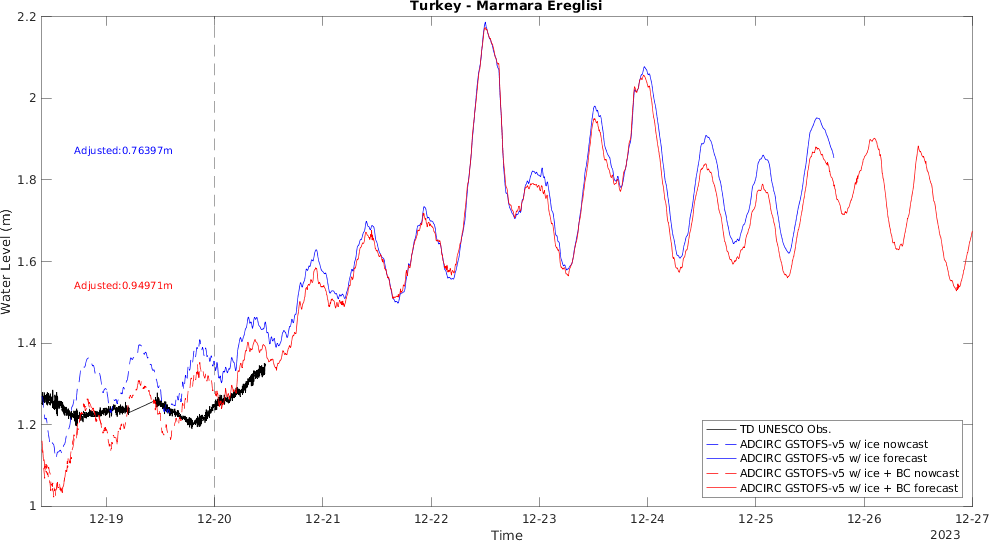 Turkey - Marmara Ereglisi
Water Level (m)
2.2
2
1.8
1.6
1.4
1.2
1
Adjusted:0.76397m
Adjusted:0.94971m
TD UNESCO Obs.
ADCIRC GSTOFS-v5 w/ ice nowcast
ADCIRC GSTOFS-v5 w/ ice forecast
ADCIRC GSTOFS-v5 w/ ice + BC nowcast
ADCIRC GSTOFS-v5 w/ ice + BC forecast
12-19 12-20 12-21 12-22 12-23 12-24 12-25 12-26 12-27
Time
2023